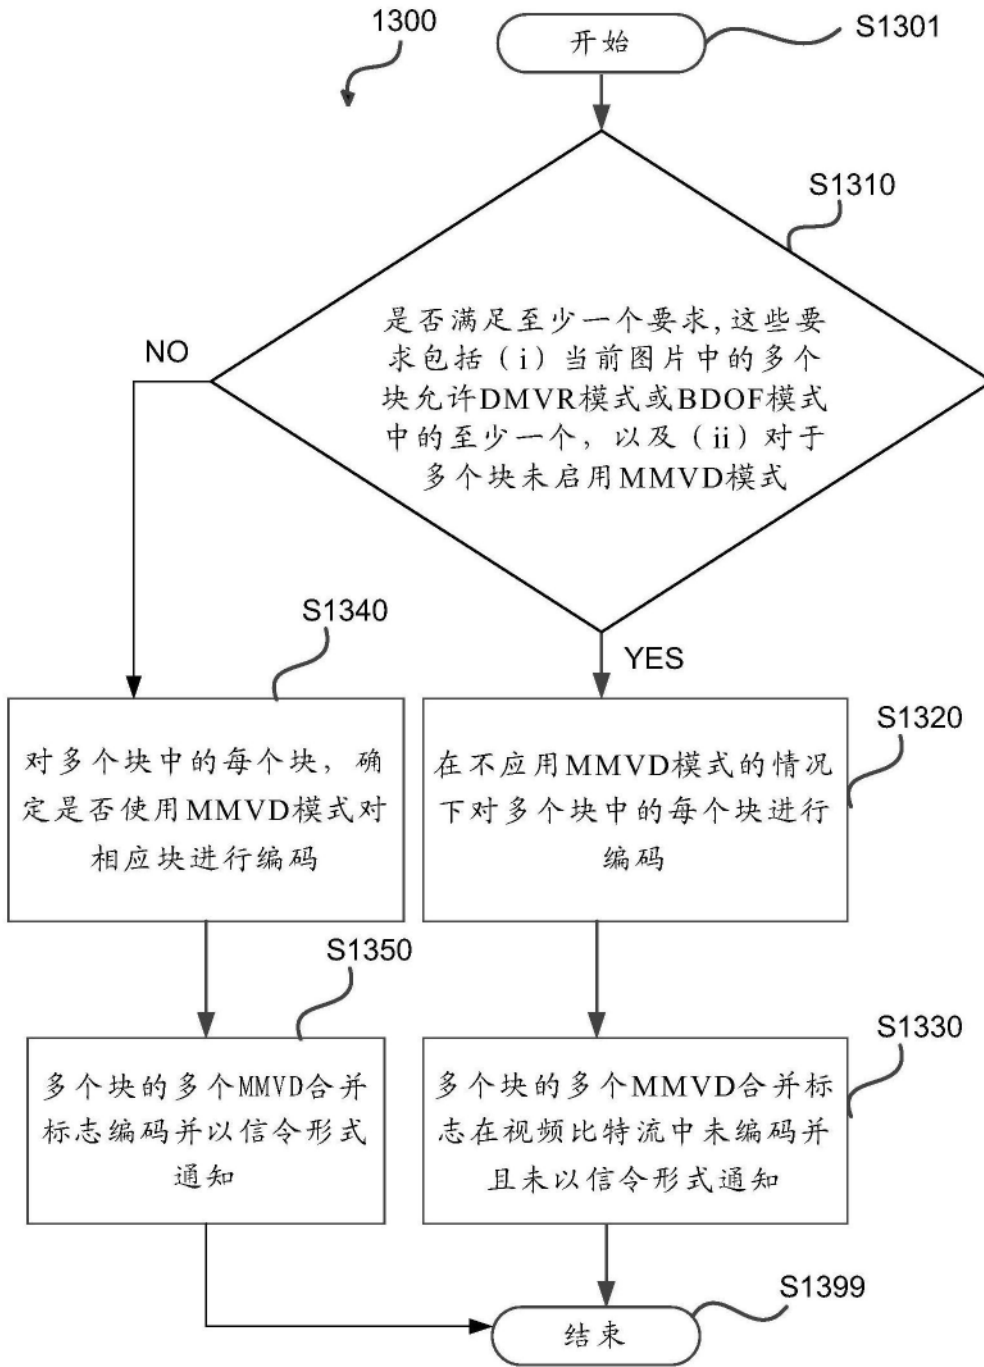 1300
开始
S1301
S1310
是否满足至少一个要求,这些要
求包括（i）当前图片中的多个
块允许DMVR模式或BDOF模式
中的至少一个，以及（ii）对于
多个块未启用MMVD模式
NO
YES
S1340
对多个块中的每个块，确
定是否使用MMVD模式对
相应块进行编码
S1320
在不应用MMVD模式的情况
下对多个块中的每个块进行
编码
S1350
多个块的多个MMVD合并
标志编码并以信令形式
通知
S1330
多个块的多个MMVD合并标
志在视频比特流中未编码并
且未以信令形式通知
S1399
结束